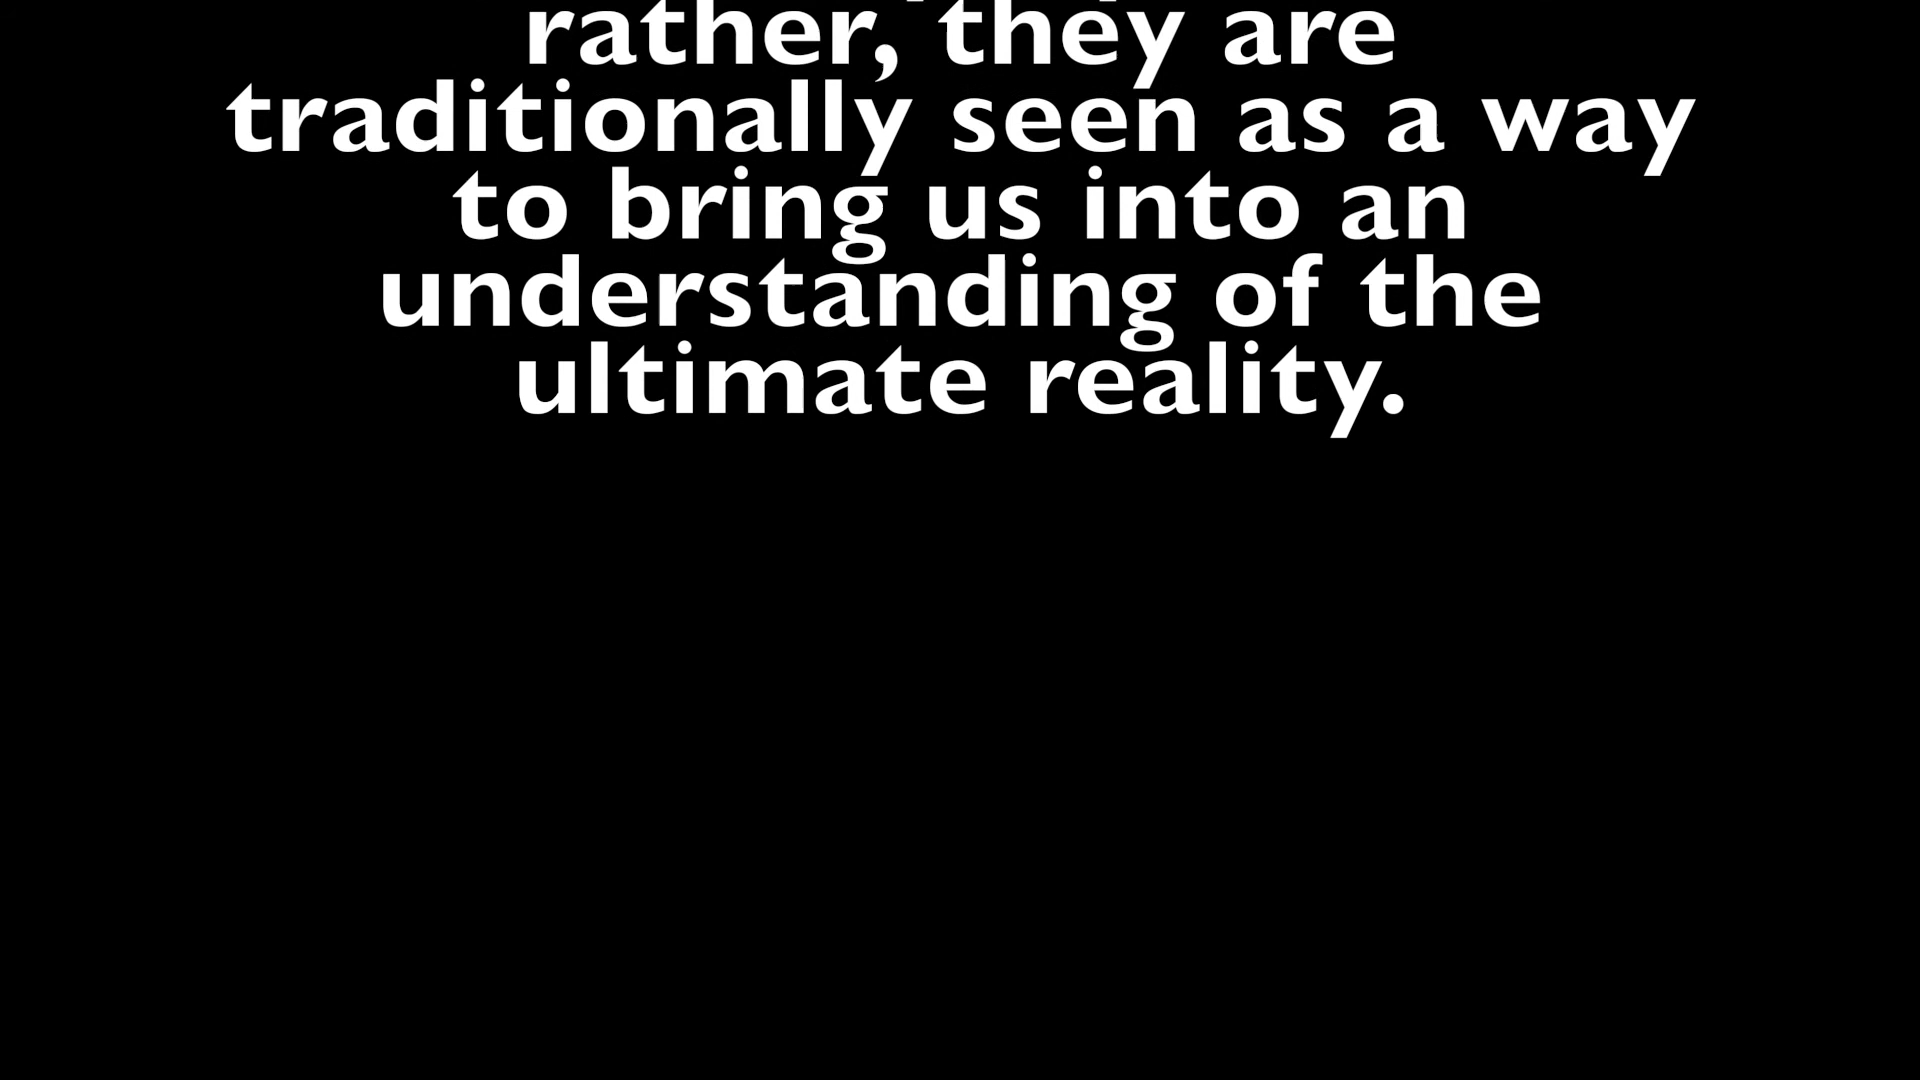 rather, they are
traditionally seen as a way
to bring us into an
understanding of the
ultimate reality.